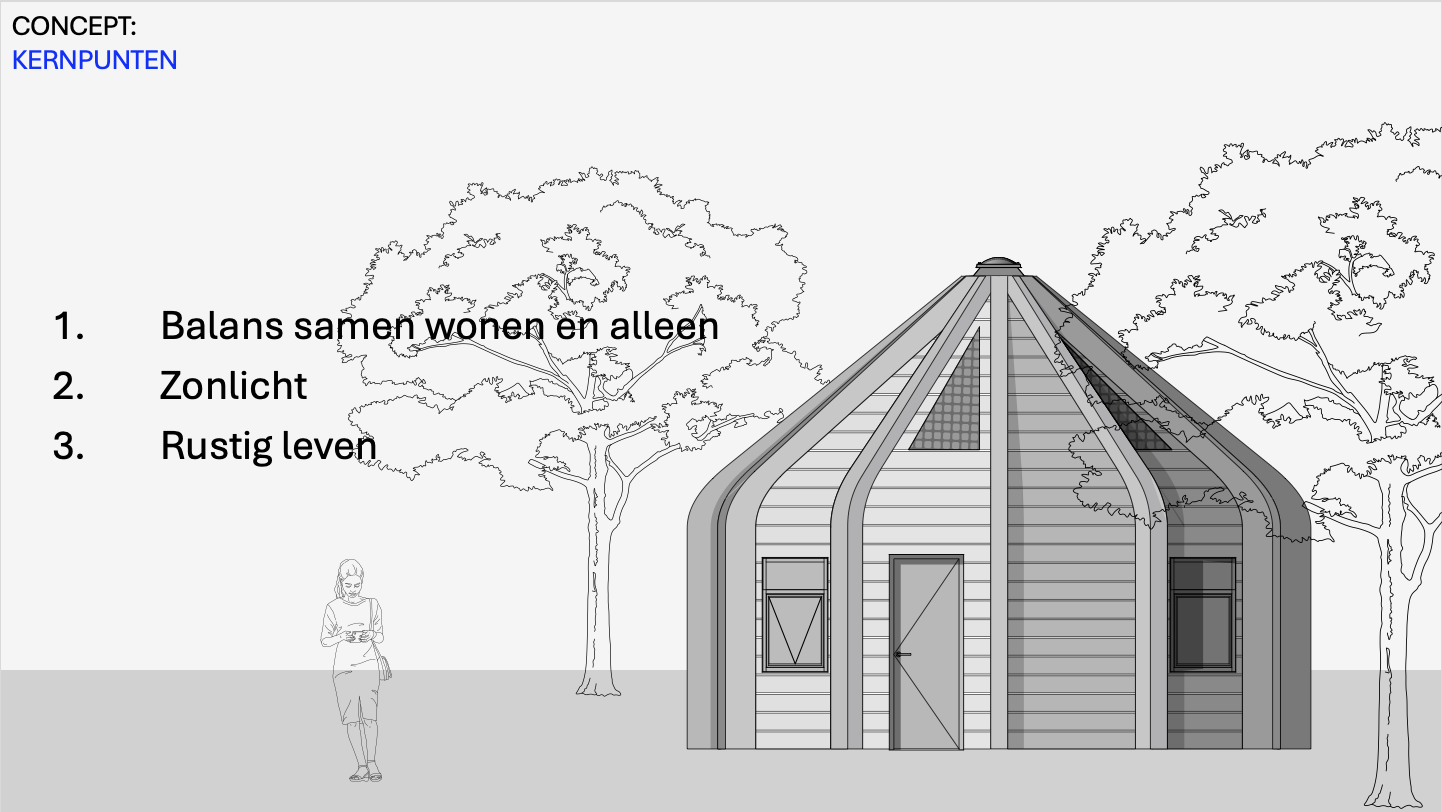 CONCEPT:
KERNPUNTEN
1. Balans samen wonen en alleen
2. Zonlicht
3. Rustig leven